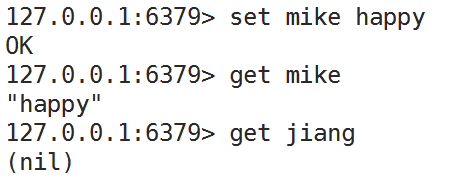 127.0.0.1:6379> set mike happy
OK
127.0.0.1:6379> get mike
"happy"
127.0.0.1:6379> get jiang
(nil)